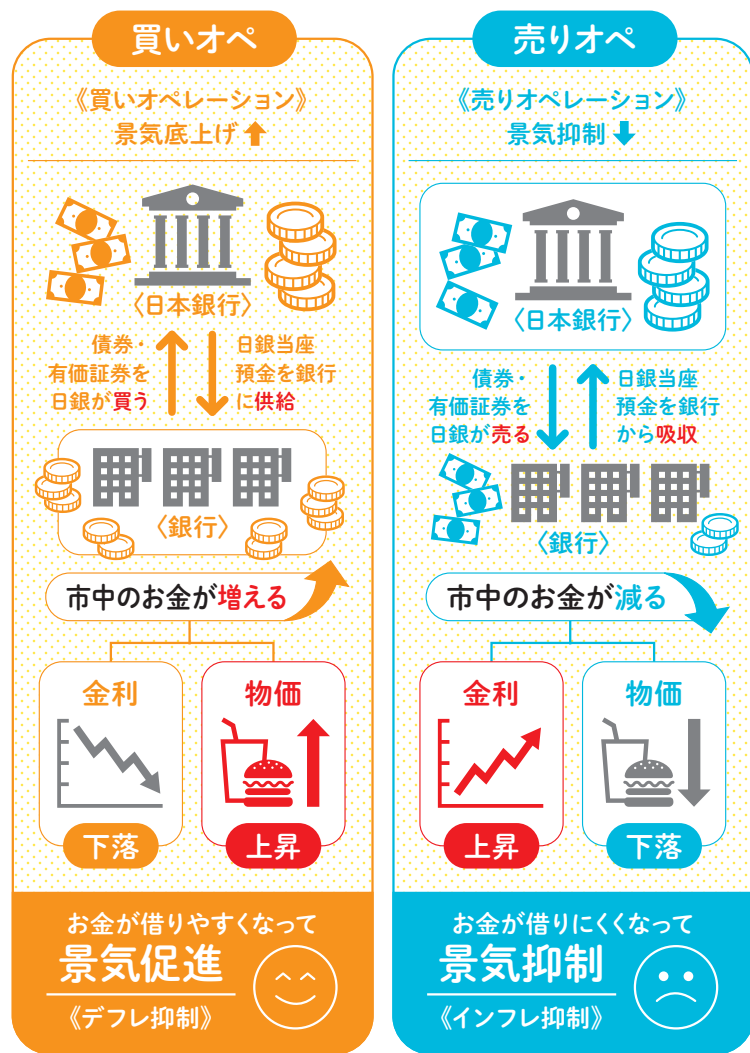 買いオペ
《買いオペレーション》
景気底上げ
〈日本銀行〉
債券・
有価証券を
日銀が買う
日銀当座
預金を銀行
に供給
〈銀行〉
市中のお金が増える
金利
下落
物価
上昇
お金が借りやすくなって
景気促進
《デフレ抑制》
売りオペ
《売りオペレーション》
景気抑制
〈日本銀行〉
債券・
有価証券を
日銀が売る
日銀当座
預金を銀行
から吸収
〈銀行〉
市中のお金が減る
金利
上昇
物価
下落
お金が借りにくくなって
景気抑制
《インフレ抑制》